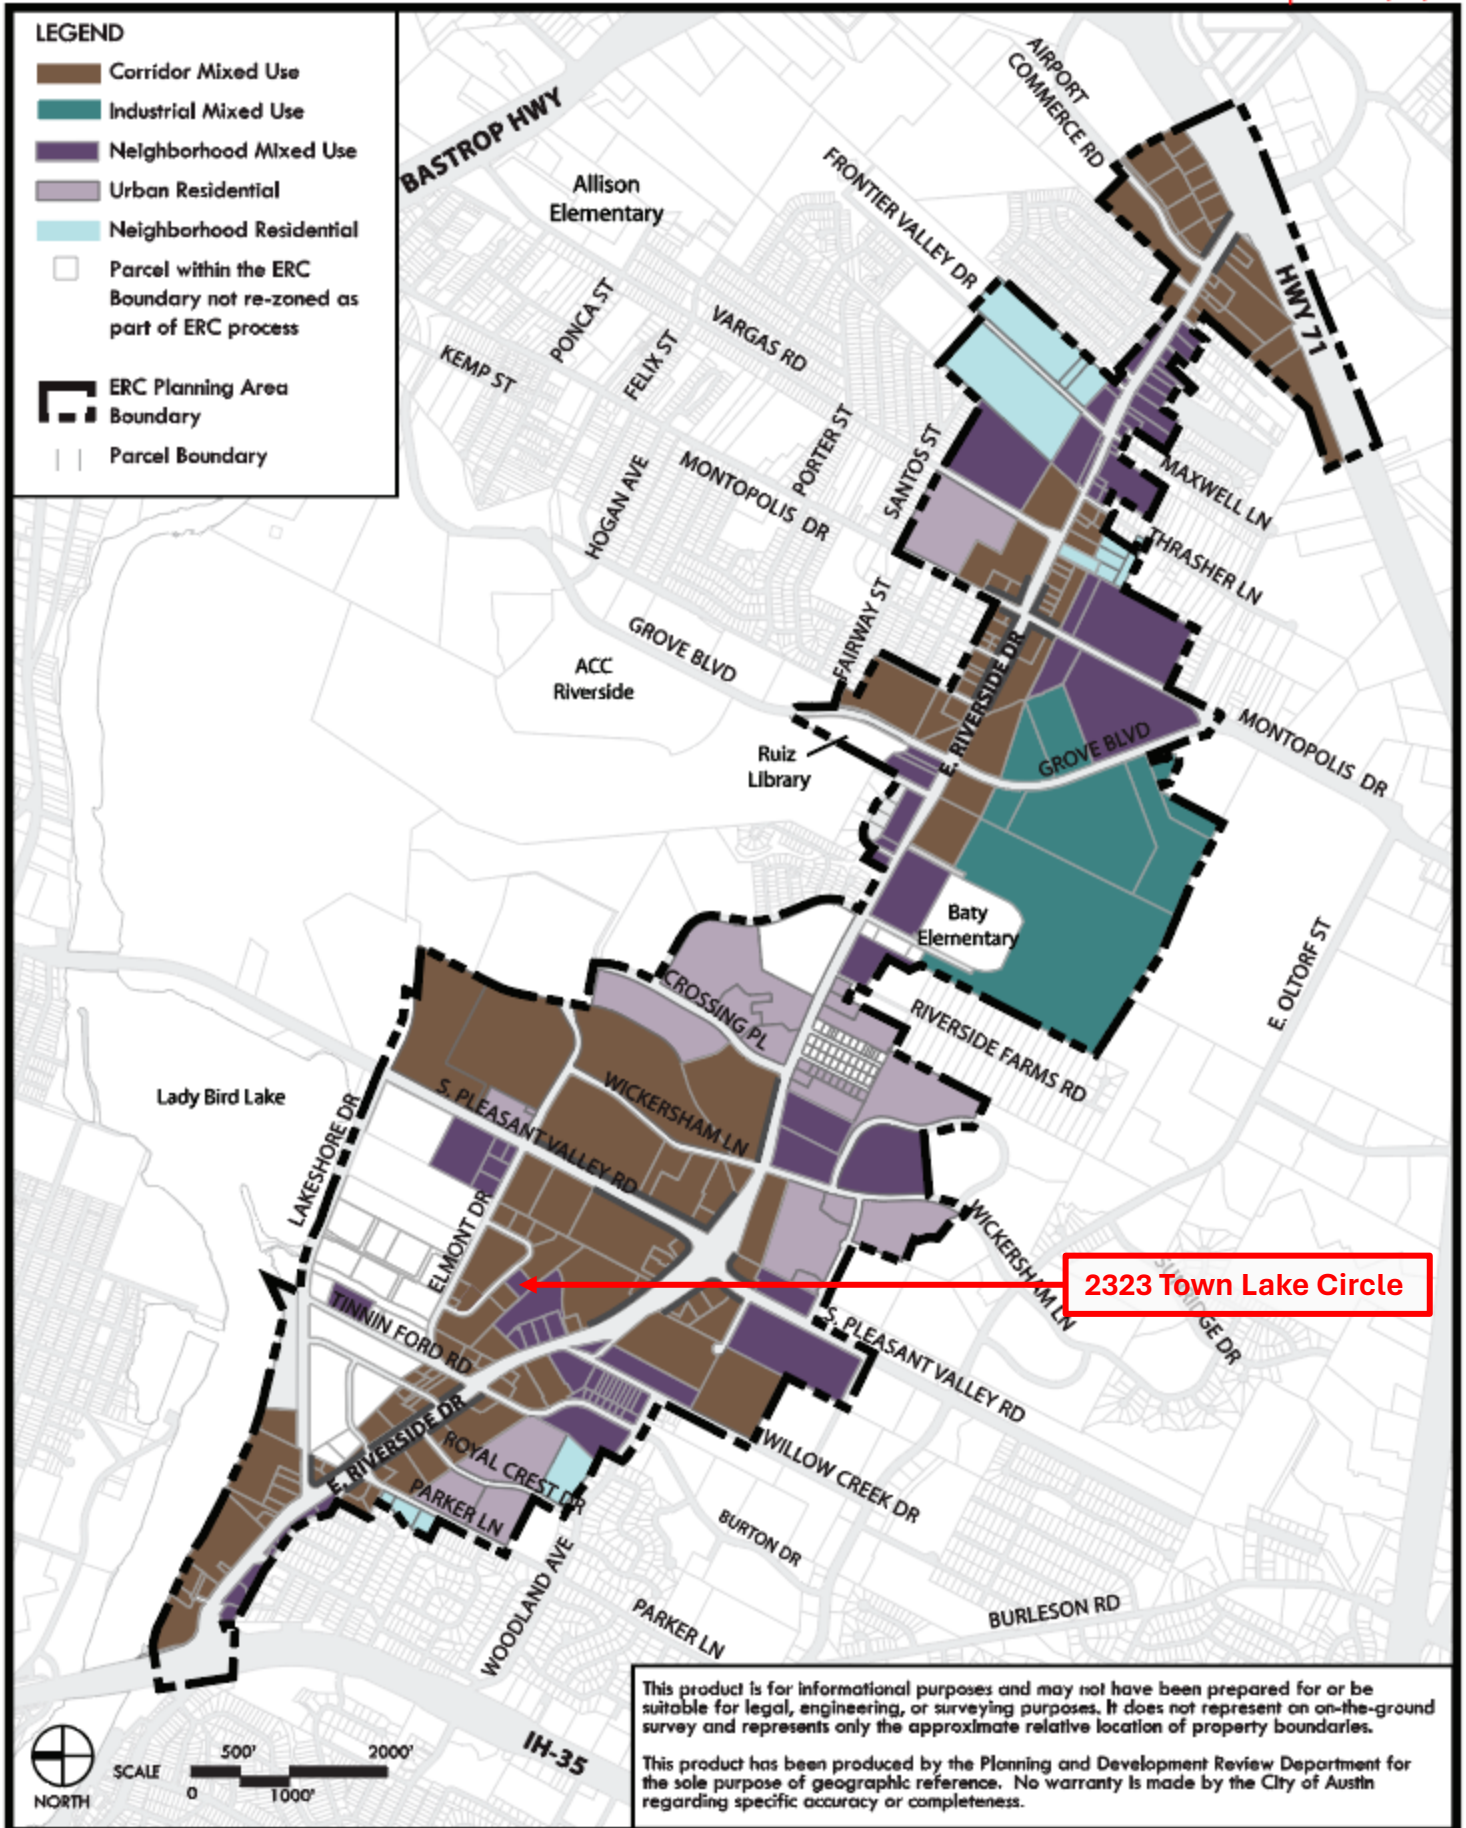 LEGEND
Corridor Mixed Use
Industrial Mixed Use
Neighborhood Mixed Use
Urban Residential
Neighborhood Residential
Parcel within the ERC
Boundary not re-zoned as
part of ERC process
ERC Planning Area
Boundary
Parcel Boundary
BASTROP HWY
Allison
Elementary
AIRPORT
COMMERCE RD
FRONTIER VALLEY DR
HWY 71
PONCA ST
VARGAS RD
KEMP ST
FELIX ST
PORTER ST
SANTOS ST
HOGAN AVE
MONTOPOLIS DR
MAXWELL LN
THRASHER LN
FAIRWAY ST
GROVE BLVD
ACC
Riverside
E. RIVERSIDE DR
GROVE BLVD
MONTOPOLIS DR
Ruiz
Library
Baty
Elementary
E. OLTORF ST
CROSSING PL
RIVERSIDE FARMS RD
Lady Bird Lake
LAKESHORE DR
S. PLEASANT VALLEY RD
WICKERSHAM LN
ELMONT DR
WICKERSHAM LN
2323 Town Lake Circle
TINNIN FORD RD
S. PLEASANT VALLEY RD
E. RIVERSIDE DR
ROYAL CREST DR
PARKER LN
WILLOW CREEK DR
BURTON DR
WOODLAND AVE
PARKER LN
BURLESON RD
IH-35
NORTH
SCALE
500' 2000'
0 1000'
This product is for informational purposes and may not have been prepared for or be
suitable for legal, engineering, or surveying purposes. It does not represent an on-the-ground
survey and represents only the approximate relative location of property boundaries.
This product has been produced by the Planning and Development Review Department for
the sole purpose of geographic reference. No warranty is made by the City of Austin
regarding specific accuracy or completeness.